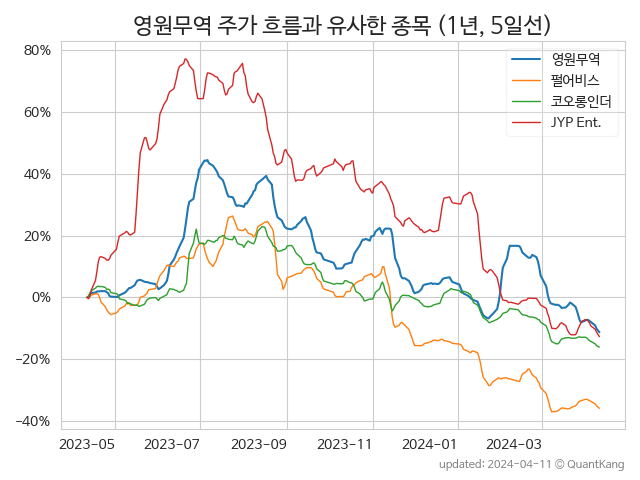 영원무역 주가 흐름과 유사한 종목 (1년, 5일선)
영원무역
펄어비스
코오롱인더
JYP Ent.
80%
60%
40%
20%
0%
−20%
−40%
2023-05
2023-07
2023-09
2023-11
2024-01
2024-03
updated: 2024-04-11 © QuantKang